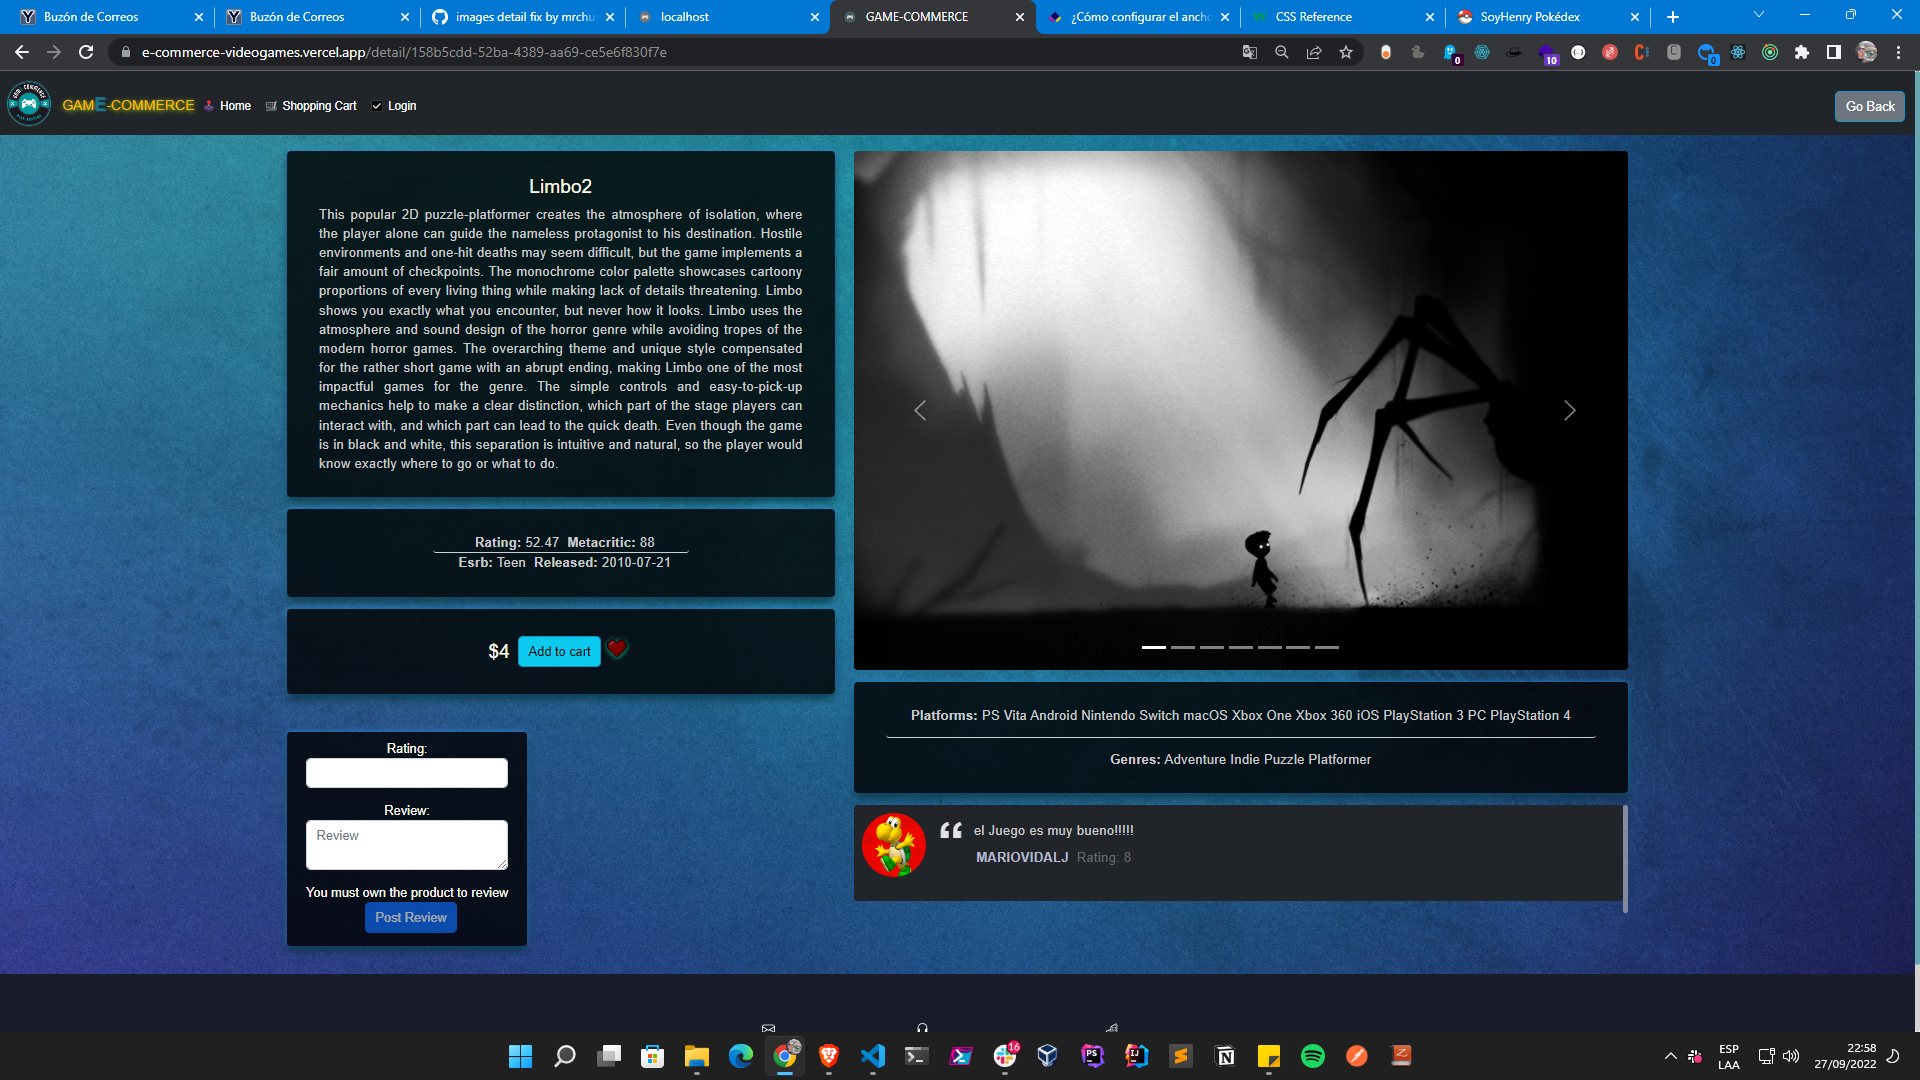 Buzón de Correos
Buzón de Correos
images detail fix by mrchu
localhost
GAME-COMMERCE
¿Cómo configurar el ancho
CSS Reference
SoyHenry Pokédex
e-commerce-videogames.vercel.app/detail/158b5cdd-52ba-4389-aa69-ce5e6f830f7e
0
10
0
GAME-COMMERCE
Home
Shopping Cart
Login
Go Back
Limbo2
This popular 2D puzzle-platformer creates the atmosphere of isolation, where
the player alone can guide the nameless protagonist to his destination. Hostile
environments and one-hit deaths may seem difficult, but the game implements a
fair amount of checkpoints. The monochrome color palette showcases cartoony
proportions of every living thing while making lack of details threatening. Limbo
shows you exactly what you encounter, but never how it looks. Limbo uses the
atmosphere and sound design of the horror genre while avoiding tropes of the
modern horror games. The overarching theme and unique style compensated
for the rather short game with an abrupt ending, making Limbo one of the most
impactful games for the genre. The simple controls and easy-to-pick-up
mechanics help to make a clear distinction, which part of the stage players can
interact with, and which part can lead to the quick death. Even though the game
is in black and white, this separation is intuitive and natural, so the player would
know exactly where to go or what to do.
Rating: 52.47 Metacritic: 88
Esrb: Teen Released: 2010-07-21
$4 Add to cart
Rating:
Review:
Review
You must own the product to review
Post Review
Platforms: PS Vita Android Nintendo Switch macOS Xbox One Xbox 360 iOS PlayStation 3 PC PlayStation 4
Genres: Adventure Indie Puzzle Platformer
el Juego es muy bueno!!!!!
MARIOVIDALJ Rating: 8
16
PS
IJ
ESP
LAA
22:58
27/09/2022